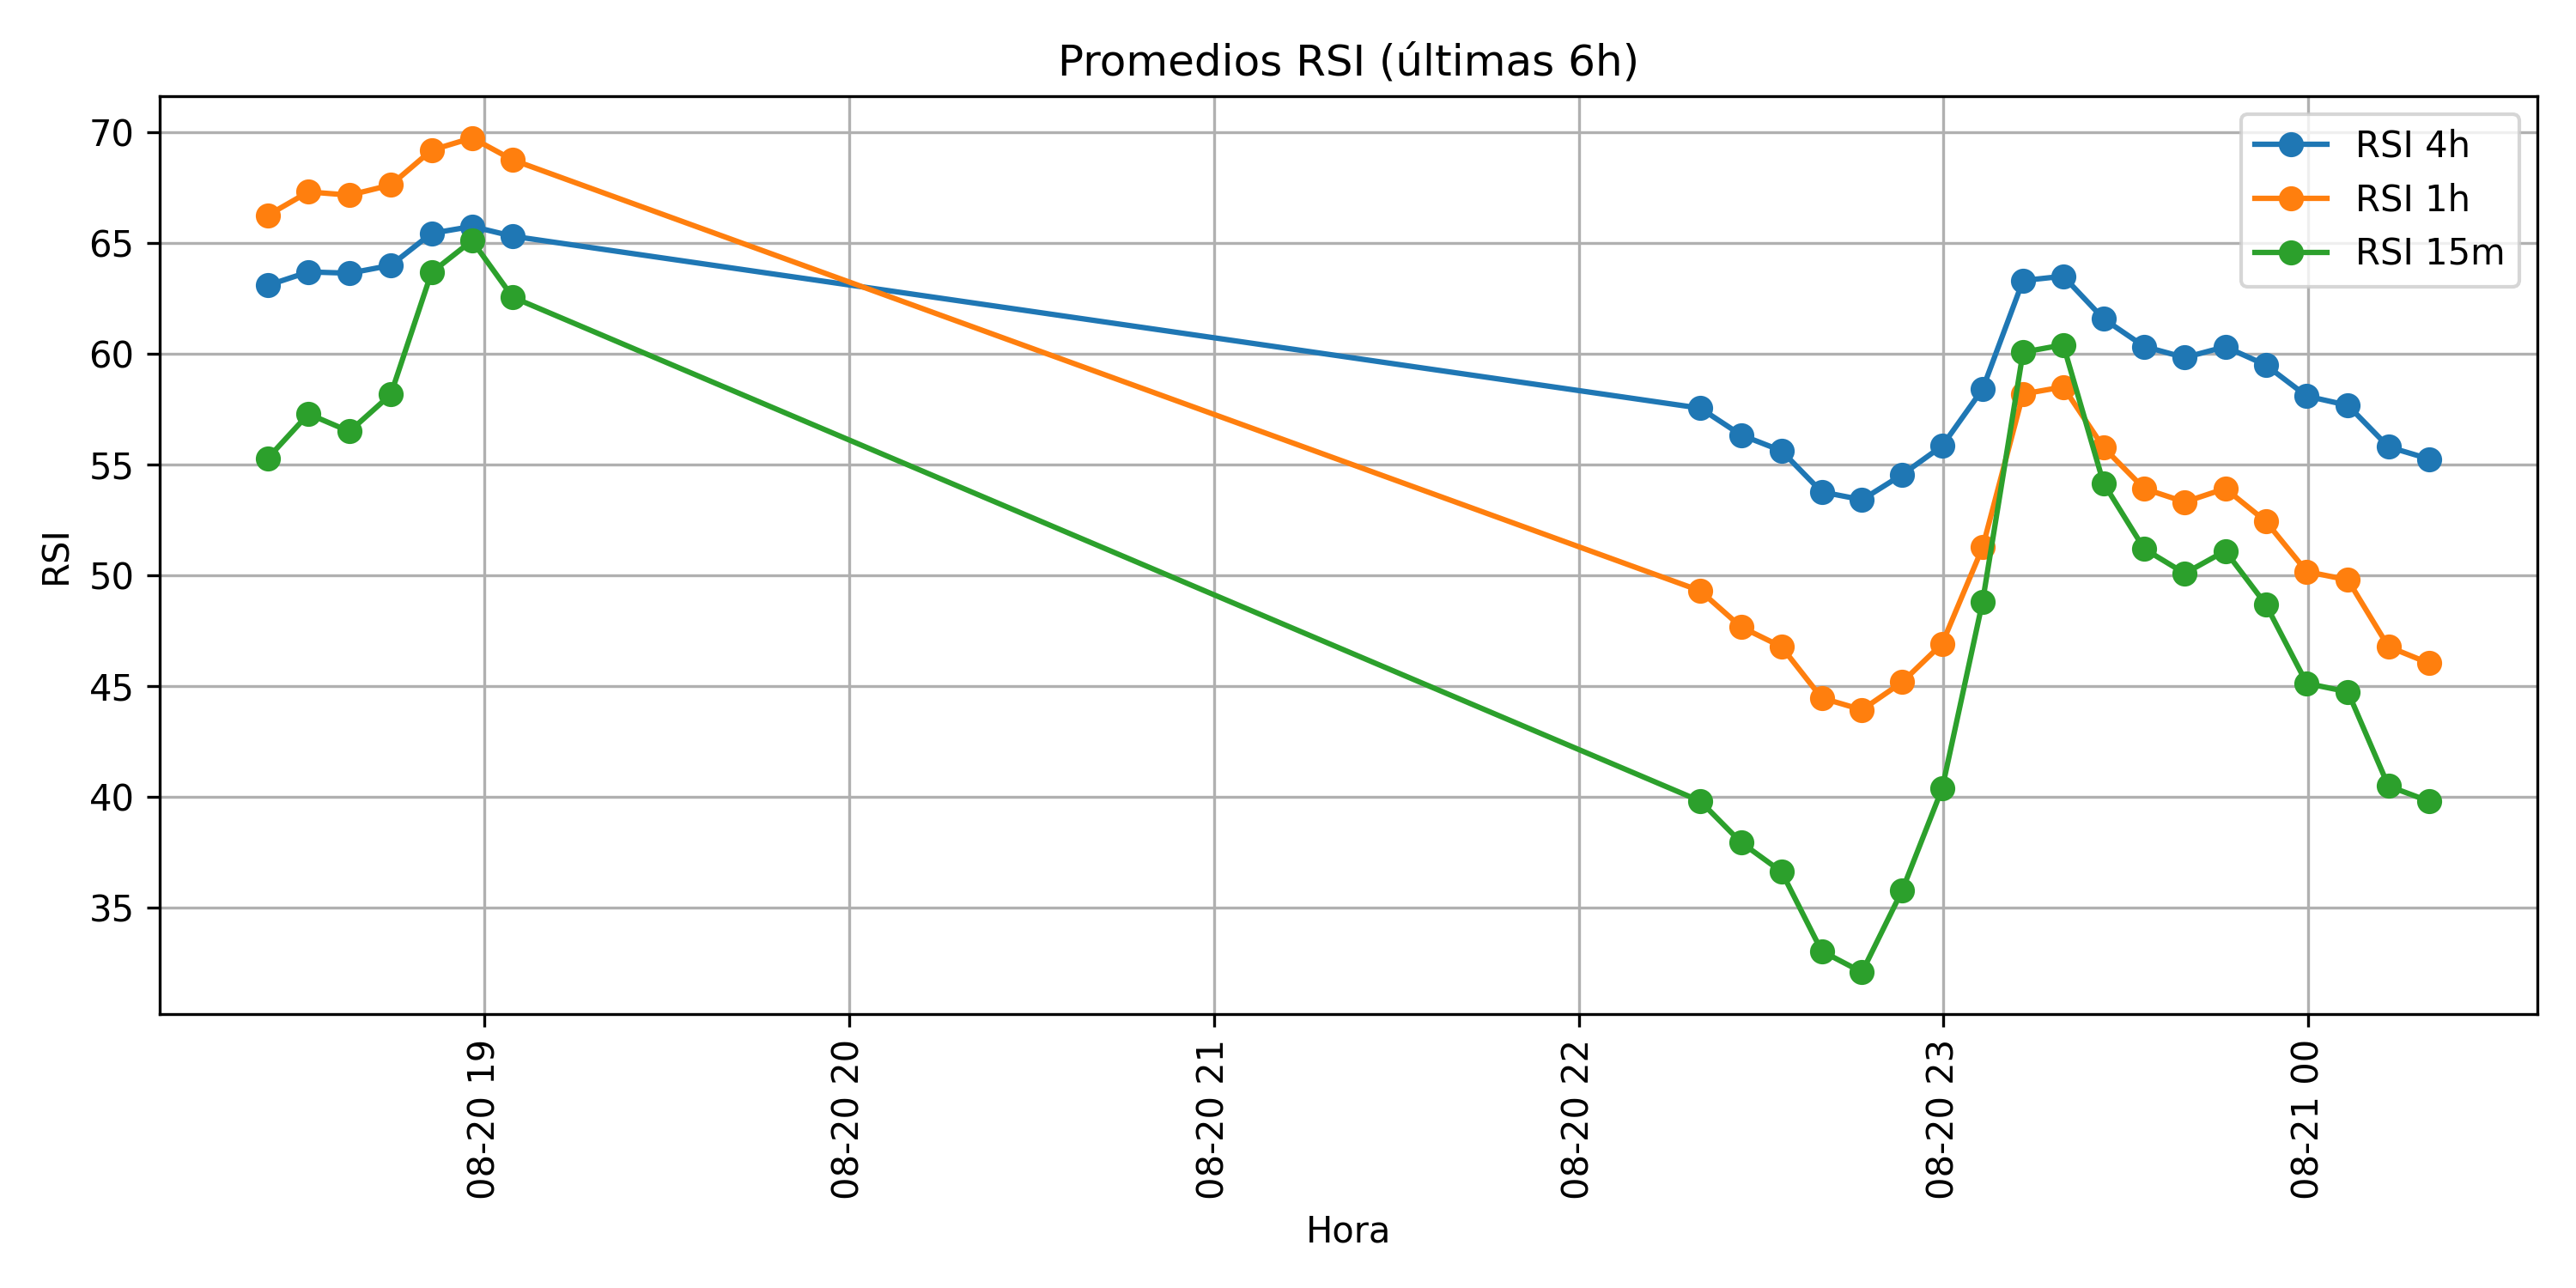 Promedios RSI (últimas 6h)
RSI 4h
RSI 1h
RSI 15m
RSI
70
65
60
55
50
45
40
35
08-20 19
08-20 20
08-20 21
08-20 22
08-20 23
08-21 00
Hora